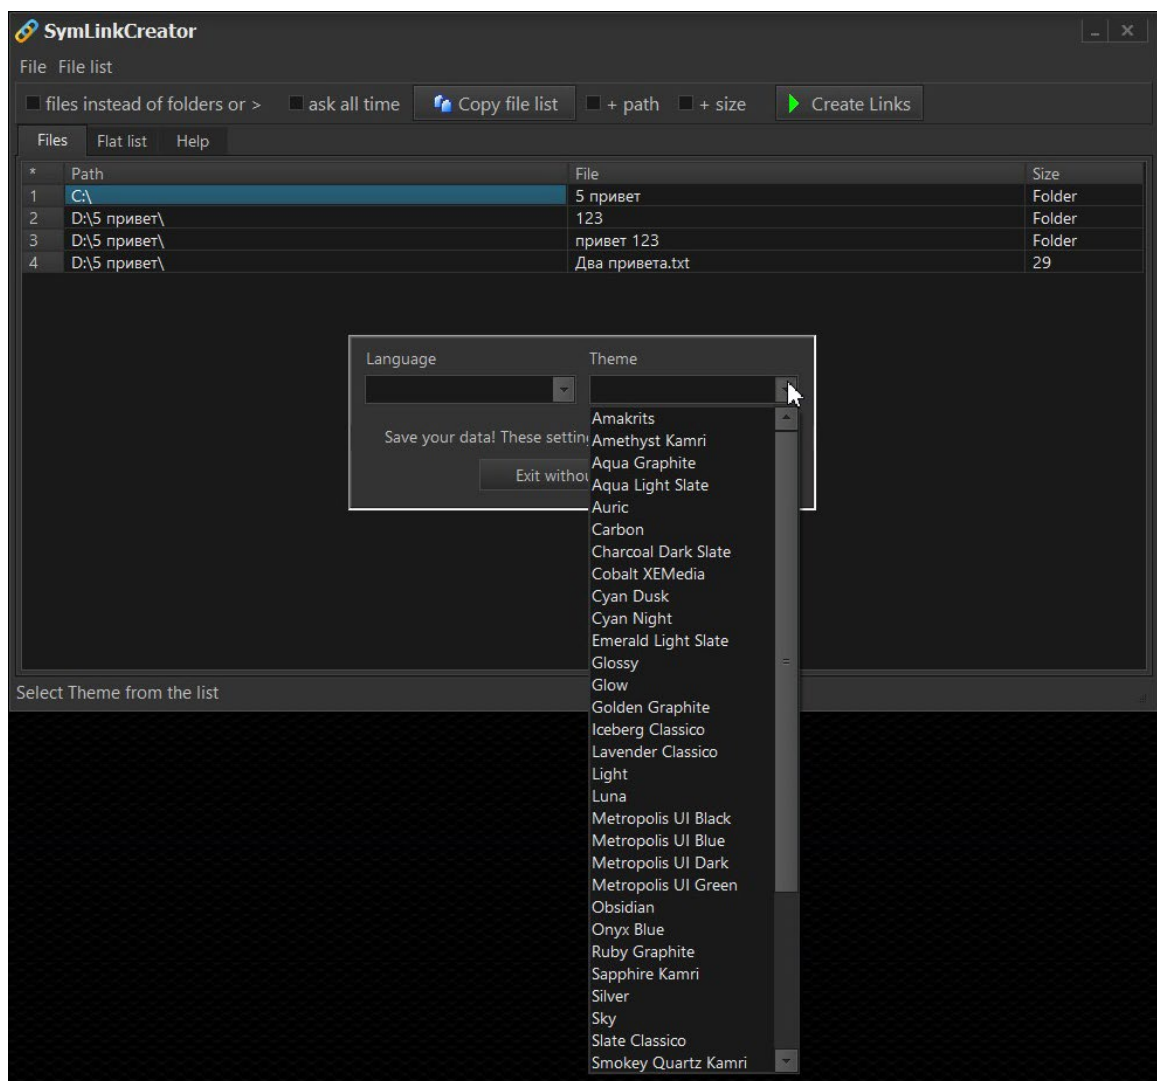 SymLinkCreator
File File list
files instead of folders or > ask all time Copy file list + path + size Create Links
Files Flat list Help
* Path File Size
1 C:\ 5 привет Folder
2 D:\5 привет\ 123 Folder
3 D:\5 привет\ привет 123 Folder
4 D:\5 привет\ Два привета.txt 29
Language Theme
Save your data! These
Exit
Amakrits
Amethyst Kamri
Aqua Graphite
Aqua Light Slate
Auric
Carbon
Charcoal Dark Slate
Cobalt XEMedia
Cyan Dusk
Cyan Night
Emerald Light Slate
Glossy
Glow
Golden Graphite
Iceberg Classico
Lavender Classico
Light
Luna
Metropolis UI Black
Metropolis UI Blue
Metropolis UI Dark
Metropolis UI Green
Obsidian
Onyx Blue
Ruby Graphite
Sapphire Kamri
Silver
Sky
Slate Classico
Smokey Quartz Kamri
Select Theme from the list